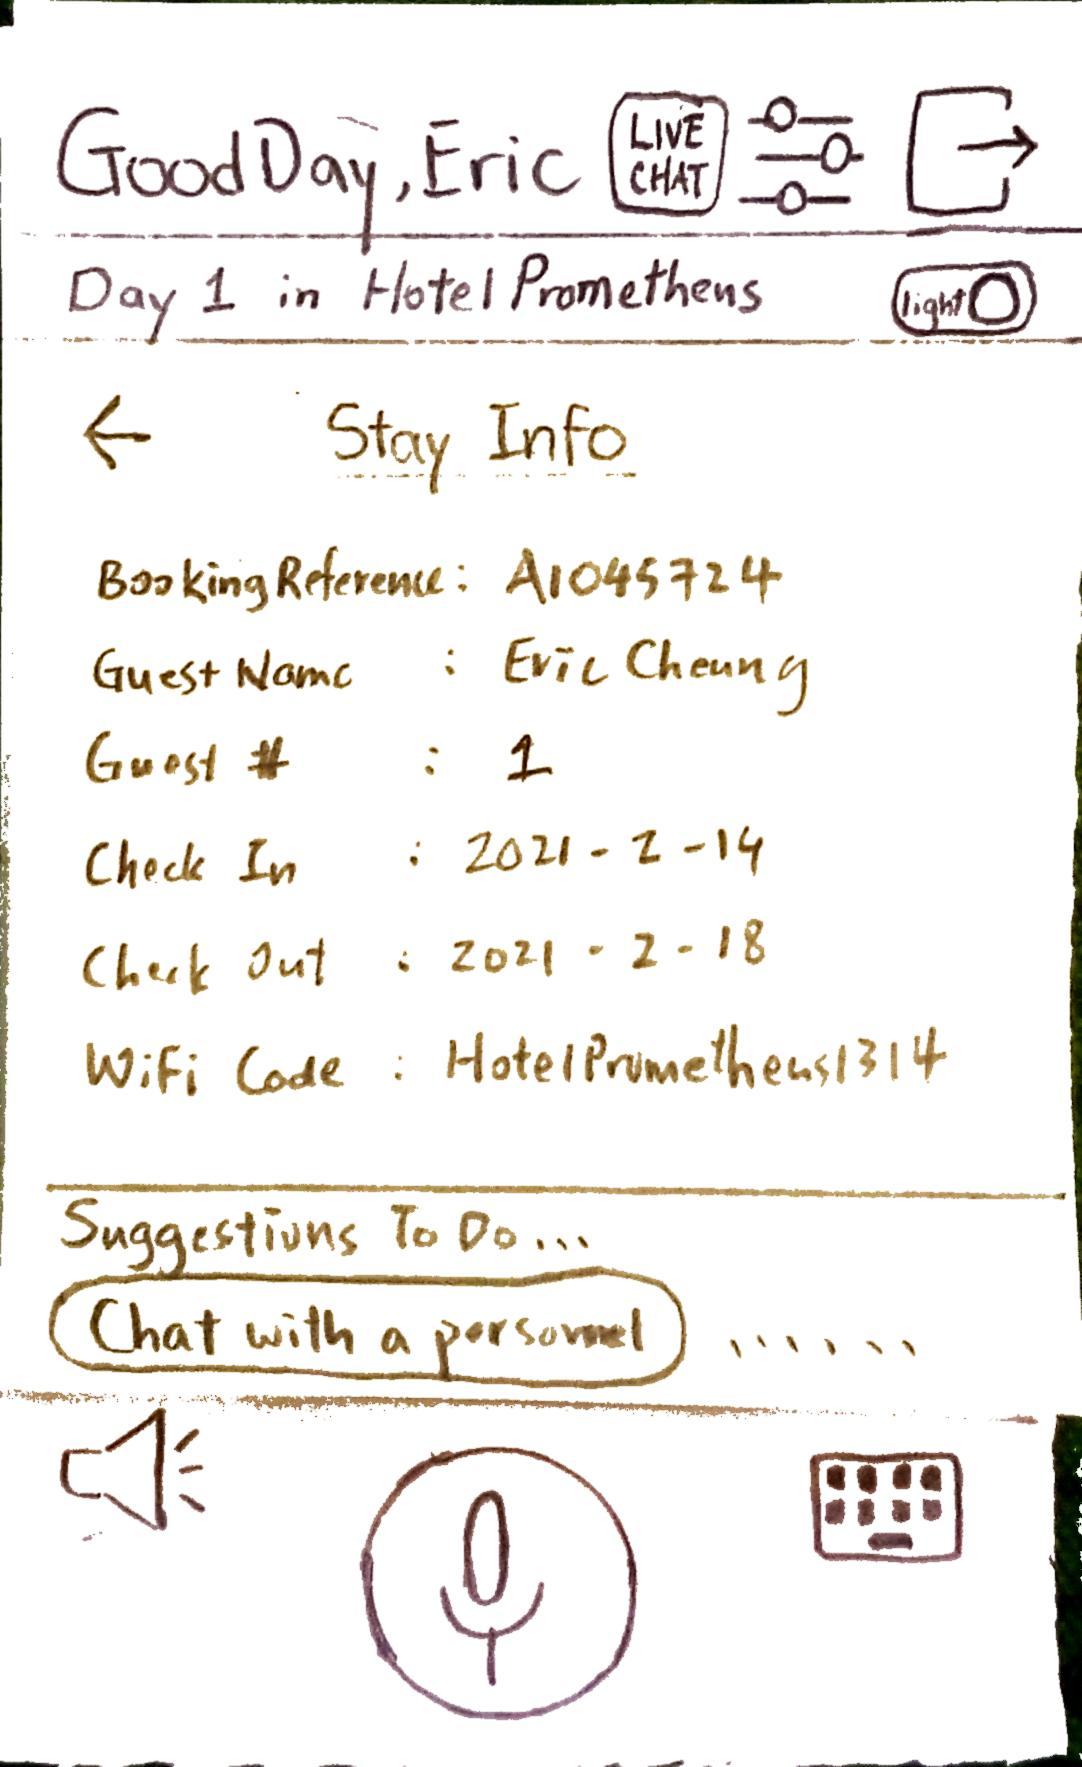 Good Day, Eric
LIVE
CHAT
Day 1 in Hotel Prometheus
light
Stay Info
Booking Reference : A1045724
Guest Name : Eric Cheung
Guest # : 1
Check In : 2021-2-14
Check Out : 2021-2-18
WiFi Code : HotelPrometheus1314
Suggestions To Do...
Chat with a personnel ......